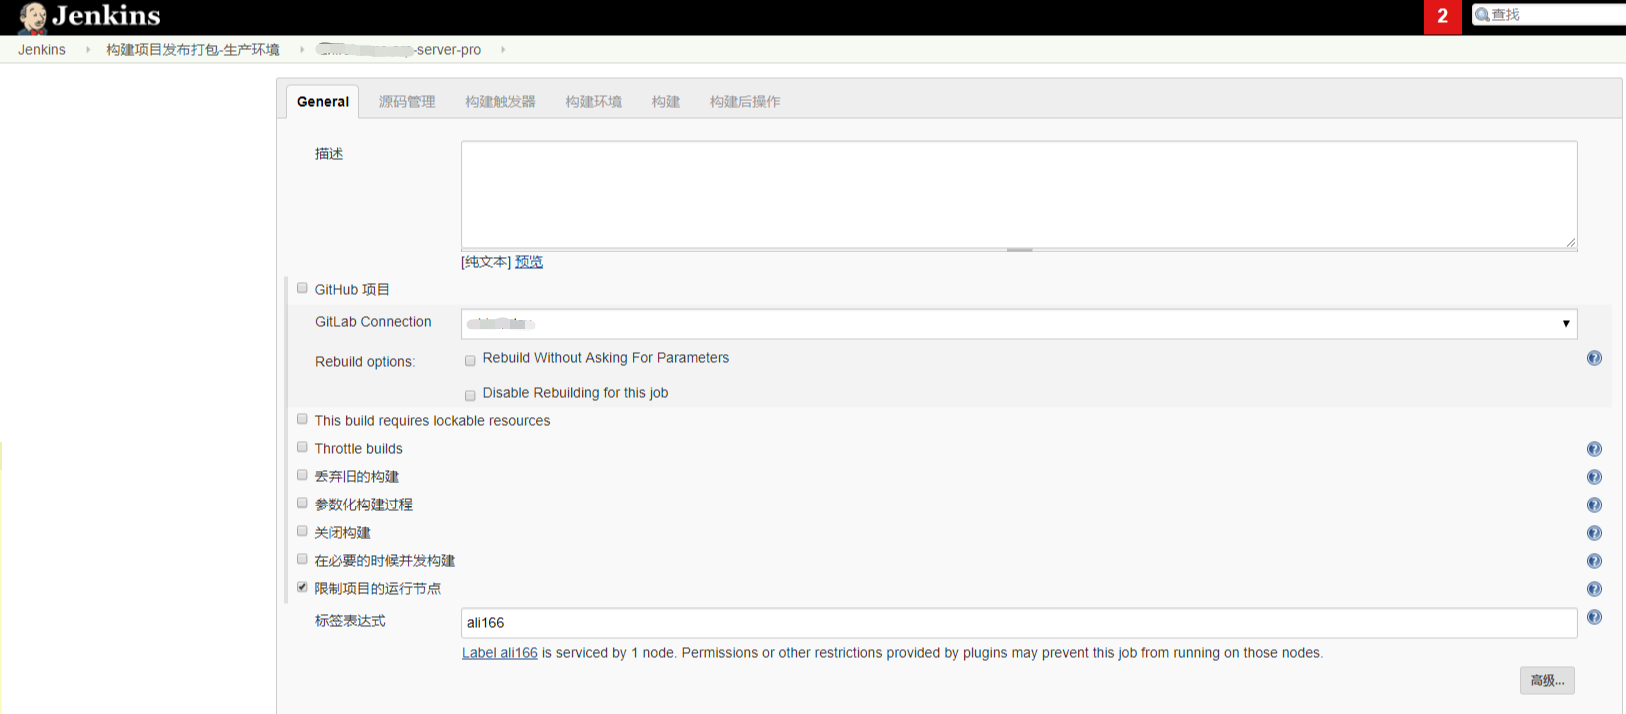 Jenkins
2
查找
Jenkins 构建项目发布打包-生产环境 -server-pro
General 源码管理 构建触发器 构建环境 构建 构建后操作
描述
[纯文本] 预览
GitHub 项目
GitLab Connection
Rebuild options: Rebuild Without Asking For Parameters
Disable Rebuilding for this job
This build requires lockable resources
Throttle builds
丢弃旧的构建
参数化构建过程
关闭构建
在必要的时候并发构建
限制项目的运行节点
标签表达式 ali166
Label ali166 is serviced by 1 node. Permissions or other restrictions provided by plugins may prevent this job from running on those nodes.
高级...